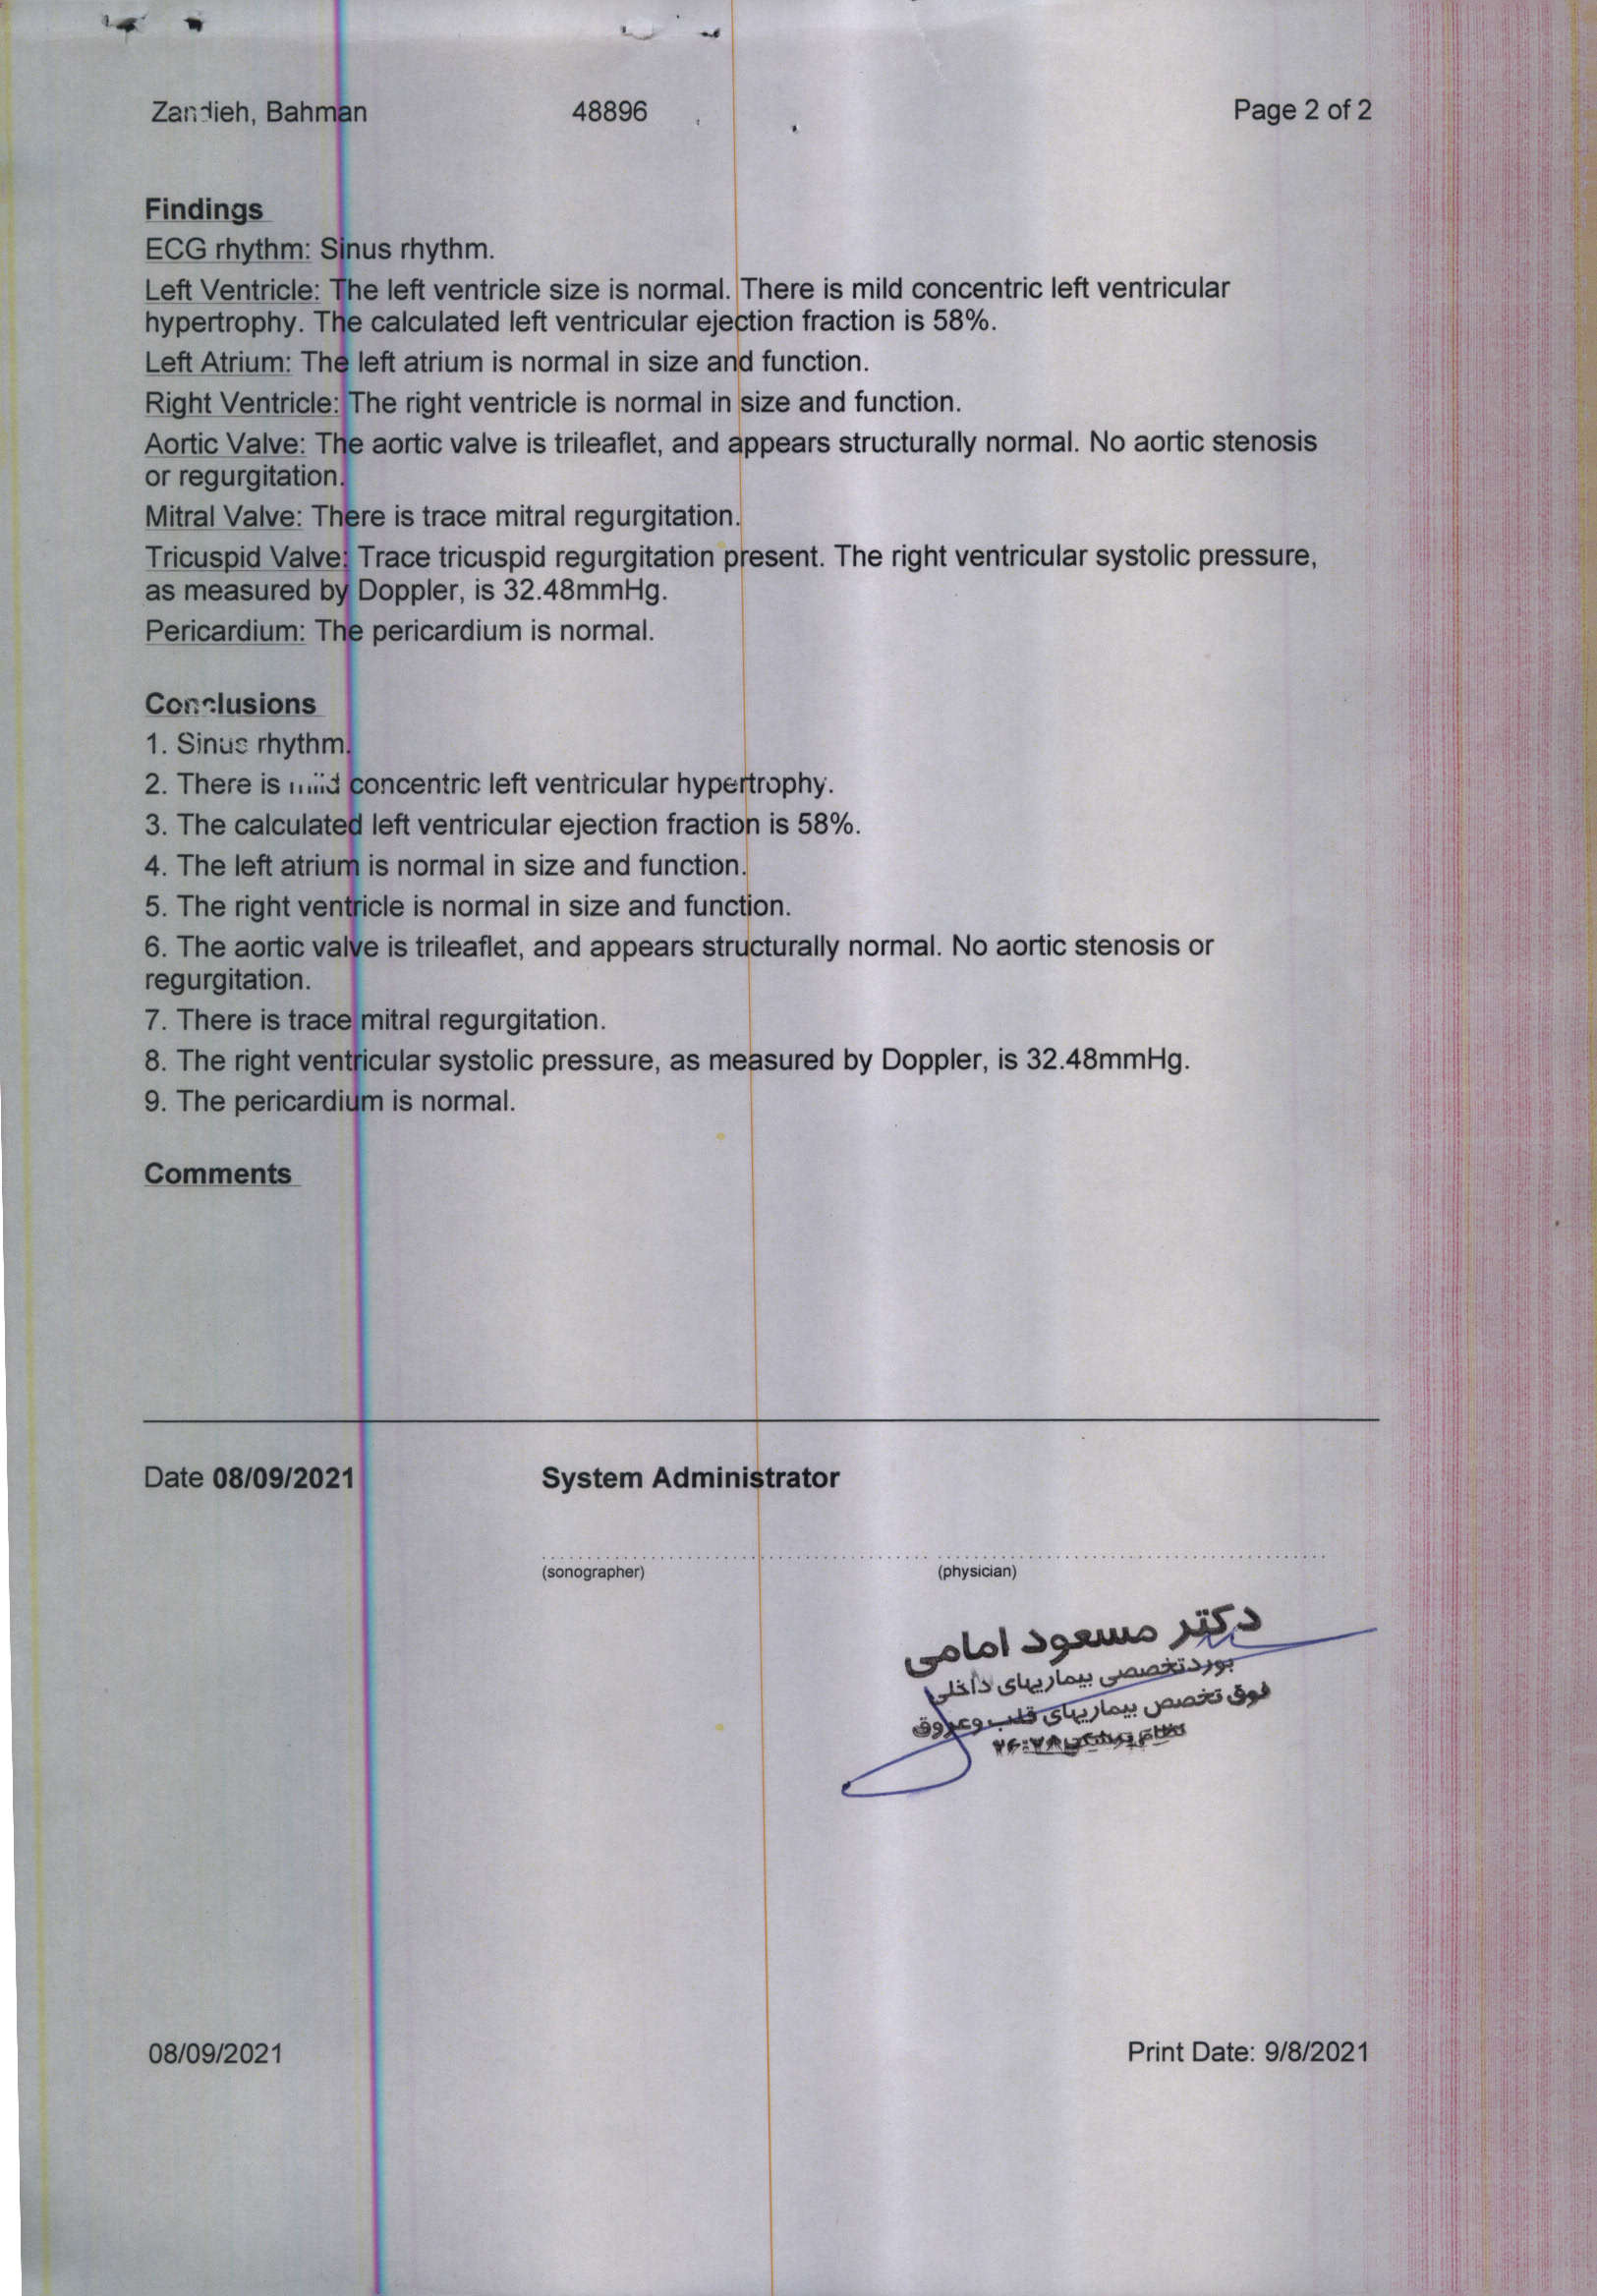 Zandieh, Bahman 48896 Page 2 of 2
Findings
ECG rhythm: Sinus rhythm.
Left Ventricle: The left ventricle size is normal. There is mild concentric left ventricular
hypertrophy. The calculated left ventricular ejection fraction is 58%.
Left Atrium: The left atrium is normal in size and function.
Right Ventricle: The right ventricle is normal in size and function.
Aortic Valve: The aortic valve is trileaflet, and appears structurally normal. No aortic stenosis
or regurgitation.
Mitral Valve: There is trace mitral regurgitation.
Tricuspid Valve: Trace tricuspid regurgitation present. The right ventricular systolic pressure,
as measured by Doppler, is 32.48mmHg.
Pericardium: The pericardium is normal.
Conclusions
1. Sinus rhythm.
2. There is mild concentric left ventricular hypertrophy.
3. The calculated left ventricular ejection fraction is 58%.
4. The left atrium is normal in size and function.
5. The right ventricle is normal in size and function.
6. The aortic valve is trileaflet, and appears structurally normal. No aortic stenosis or
regurgitation.
7. There is trace mitral regurgitation.
8. The right ventricular systolic pressure, as measured by Doppler, is 32.48mmHg.
9. The pericardium is normal.
Comments
Date 08/09/2021 System Administrator
(sonographer) (physician)
دکتر مسعود امامی
بورد تخصصی بیماریهای داخلی
فوق تخصص بیماریهای قلب و عروق
نظام پزشکی
08/09/2021 Print Date: 9/8/2021